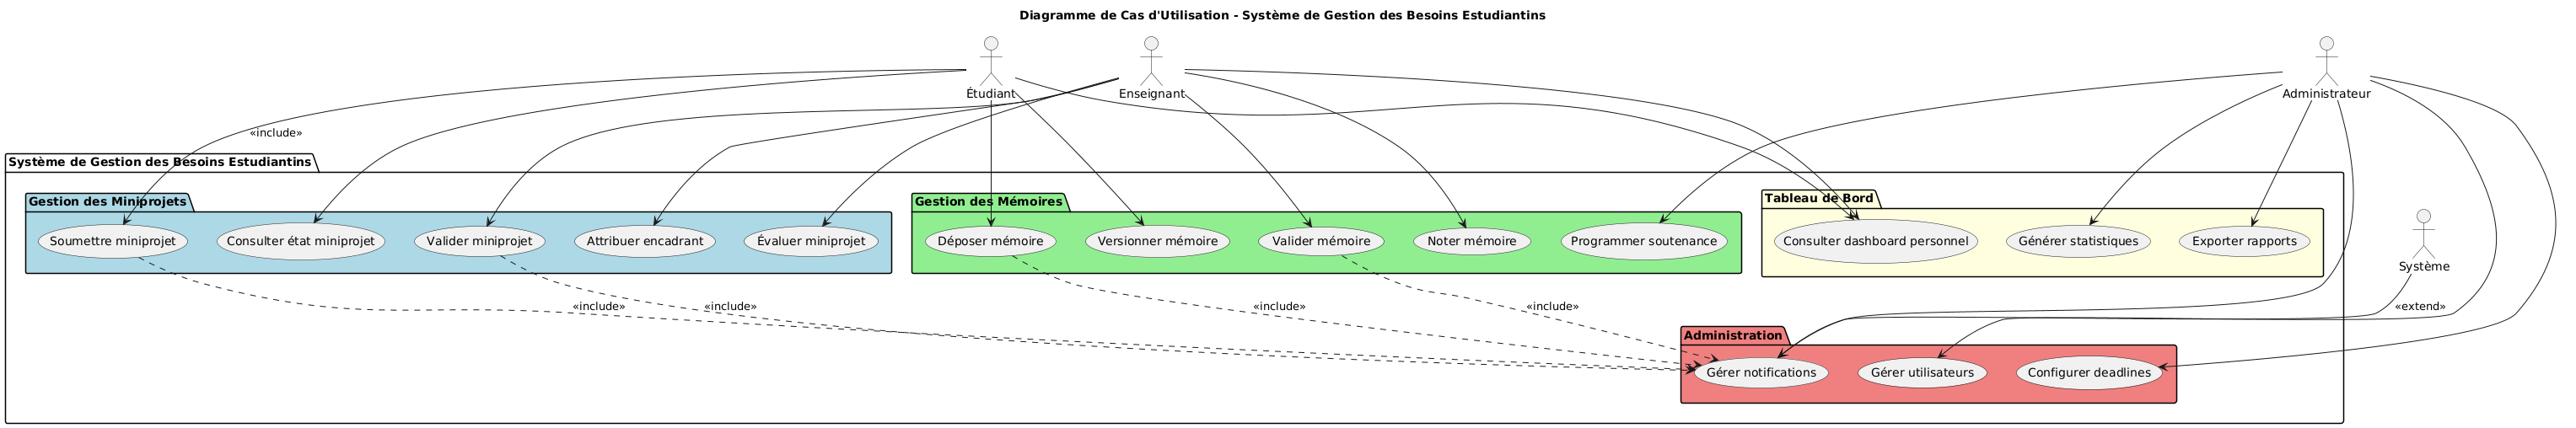 Diagramme de Cas d'Utilisation - Système de Gestion des Besoins Estudiantins
Étudiant
Enseignant
Administrateur
«include»
Système de Gestion des Besoins Estudiantins
Gestion des Miniprojets
Gestion des Mémoires
Tableau de Bord
Soumettre miniprojet
Consulter état miniprojet
Valider miniprojet
Attribuer encadrant
Évaluer miniprojet
Déposer mémoire
Versionner mémoire
Valider mémoire
Noter mémoire
Programmer soutenance
Consulter dashboard personnel
Générer statistiques
Exporter rapports
Système
«include»
«include»
«include»
«include»
«extend»
Administration
Gérer notifications
Gérer utilisateurs
Configurer deadlines